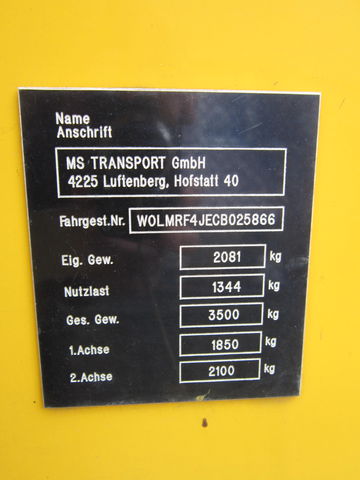 Name
Anschrift
MS TRANSPORT GmbH
4225 Luftenberg, Hofstatt 40
Fahrgest.Nr. WOLMRF4JECB025866
Eig. Gew. 2081 kg
Nutzlast 1344 kg
Ges. Gew. 3500 kg
1.Achse 1850 kg
2.Achse 2100 kg